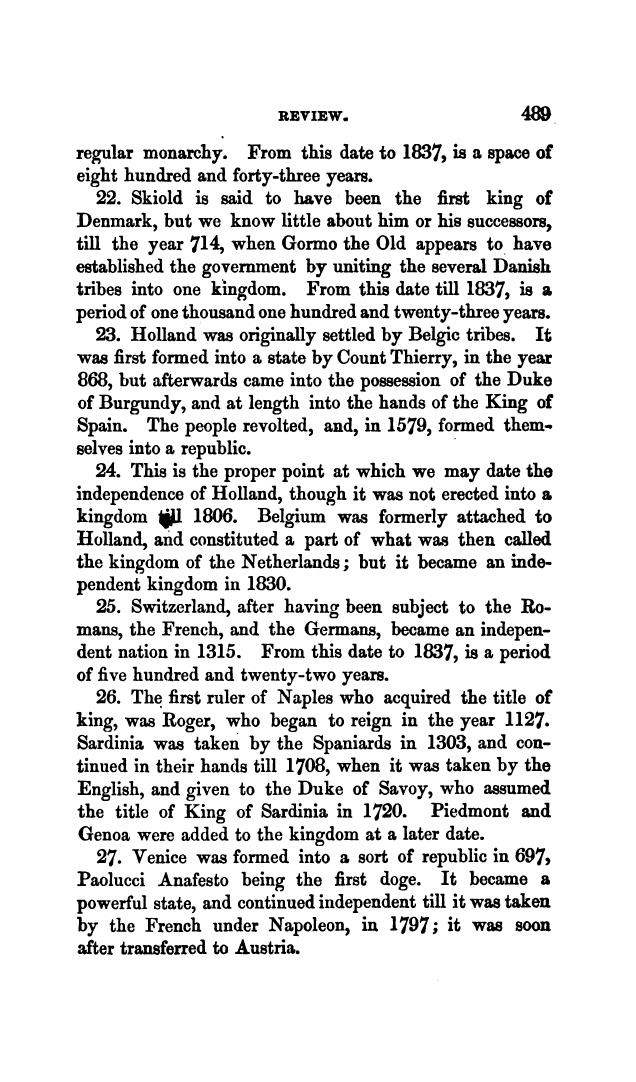 REVIEW. 489
regular monarchy. From this date to 1837, is a space of
eight hundred and forty-three years.
22. Skiold is said to have been the first king of
Denmark, but we know little about him or his successors,
till the year 714, when Gormo the Old appears to have
established the government by uniting the several Danish
tribes into one kingdom. From this date till 1837, is a
period of one thousand one hundred and twenty-three years.
23. Holland was originally settled by Belgic tribes. It
was first formed into a state by Count Thierry, in the year
868, but afterwards came into the possession of the Duke
of Burgundy, and at length into the hands of the King of
Spain. The people revolted, and, in 1579, formed them-
selves into a republic.
24. This is the proper point at which we may date the
independence of Holland, though it was not erected into a
kingdom till 1806. Belgium was formerly attached to
Holland, and constituted a part of what was then called
the kingdom of the Netherlands; but it became an inde-
pendent kingdom in 1830.
25. Switzerland, after having been subject to the Ro-
mans, the French, and the Germans, became an indepen-
dent nation in 1315. From this date to 1837, is a period
of five hundred and twenty-two years.
26. The first ruler of Naples who acquired the title of
king, was Roger, who began to reign in the year 1127.
Sardinia was taken by the Spaniards in 1303, and con-
tinued in their hands till 1708, when it was taken by the
English, and given to the Duke of Savoy, who assumed
the title of King of Sardinia in 1720. Piedmont and
Genoa were added to the kingdom at a later date.
27. Venice was formed into a sort of republic in 697,
Paolucci Anafesto being the first doge. It became a
powerful state, and continued independent till it was taken
by the French under Napoleon, in 1797; it was soon
after transferred to Austria.